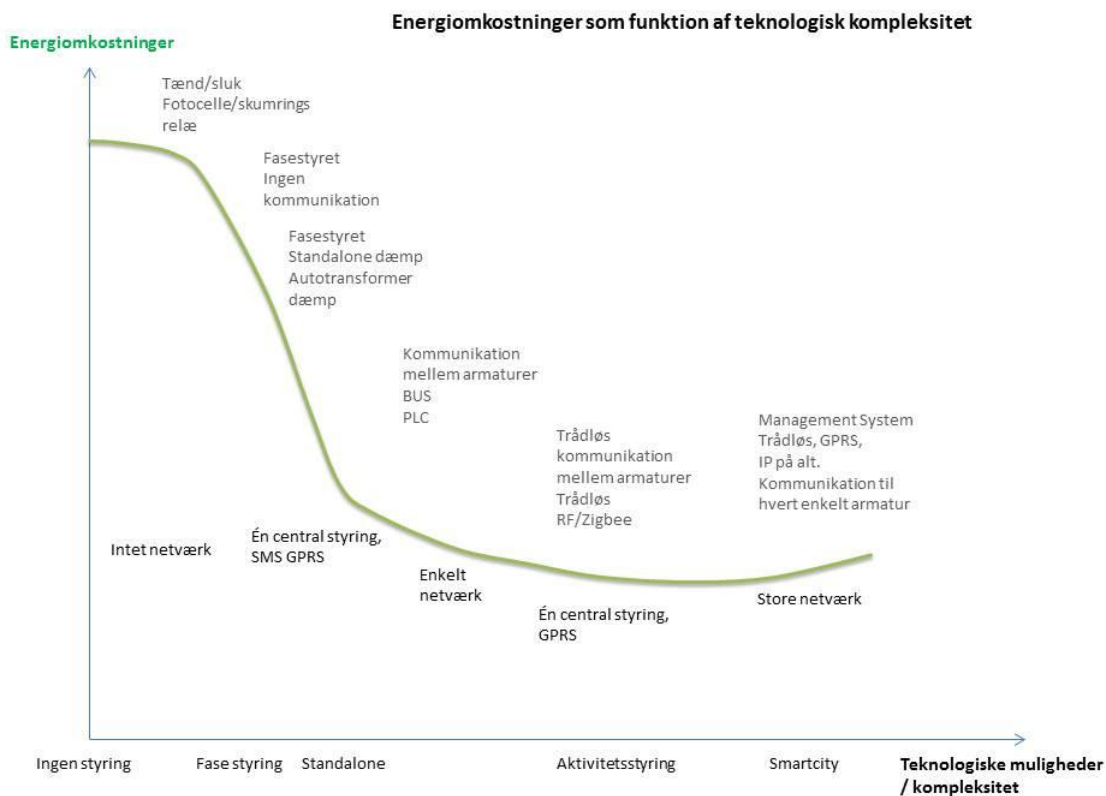 Energiomkostninger som funktion af teknologisk kompleksitet
Energiomkostninger
Tænd/sluk
Fotocelle/skumrings
relæ
Fasestyret
Ingen
kommunikation
Fasestyret
Standalone dæmp
Autotransformer
dæmp
Kommunikation
mellem armaturer
BUS
PLC
Trådløs
kommunikation
mellem armaturer
Trådløs
RF/Zigbee
Management System
Trådløs, GPRS,
IP på alt.
Kommunikation til
hvert enkelt armatur
Intet netværk
Én central styring,
SMS GPRS
Enkelt
netværk
Én central styring,
GPRS
Store netværk
Ingen styring
Fase styring
Standalone
Aktivitetsstyring
Smartcity
Teknologiske muligheder
/ kompleksitet